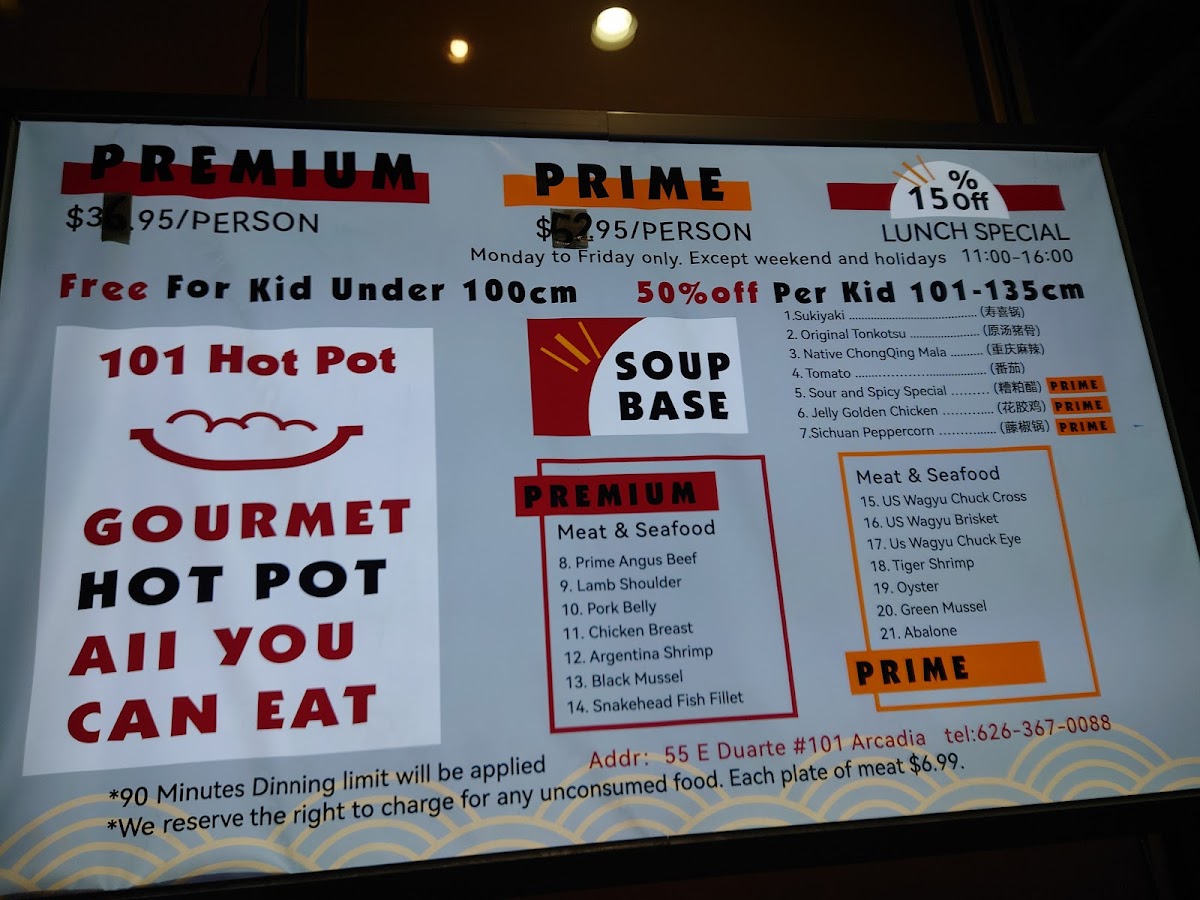 PREMIUM
$36.95/PERSON
PRIME
$52.95/PERSON
15%Off
LUNCH SPECIAL
Monday to Friday only. Except weekend and holidays 11:00-16:00
Free For Kid Under 100cm 50%off Per Kid 101-135cm
101 Hot Pot
GOURMET
HOT POT
All YOU
CAN EAT
SOUP
BASE
1.Sukiyaki ........................................ (寿喜锅)
2. Original Tonkotsu ...................... (原汤猪骨)
3. Native ChongQing Mala .......... (重庆麻辣)
4. Tomato ........................................ (番茄)
5. Sour and Spicy Special ......... (糟粕醋) PRIME
6. Jelly Golden Chicken ............ (花胶鸡) PRIME
7.Sichuan Peppercorn .............. (藤椒锅) PRIME
PREMIUM
Meat & Seafood
8. Prime Angus Beef
9. Lamb Shoulder
10. Pork Belly
11. Chicken Breast
12. Argentina Shrimp
13. Black Mussel
14. Snakehead Fish Fillet
Meat & Seafood
15. US Wagyu Chuck Cross
16. US Wagyu Brisket
17. Us Wagyu Chuck Eye
18. Tiger Shrimp
19. Oyster
20. Green Mussel
21. Abalone
PRIME
Addr: 55 E Duarte #101 Arcadia tel:626-367-0088
*90 Minutes Dinning limit will be applied
*We reserve the right to charge for any unconsumed food. Each plate of meat $6.99.